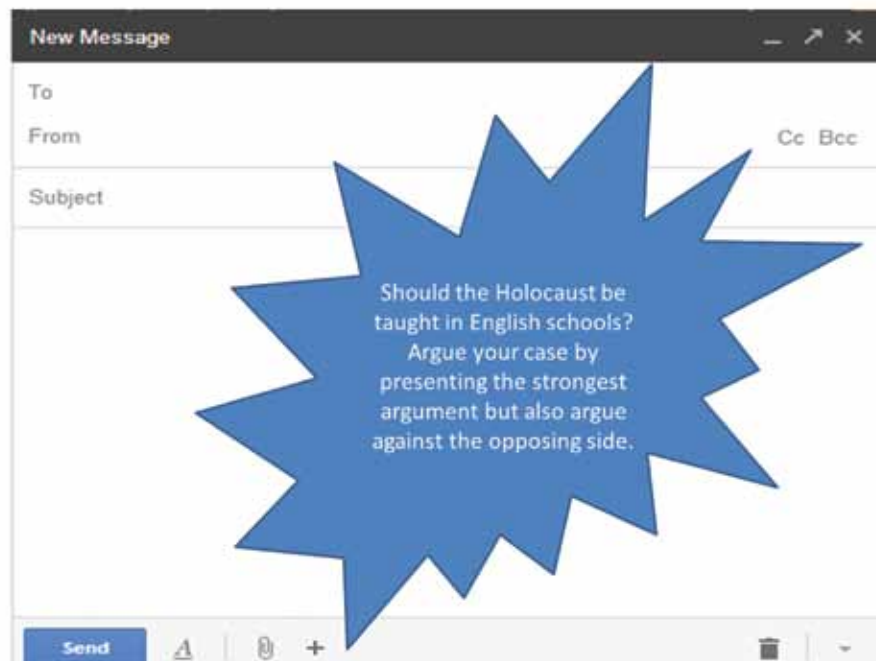 New Message
To
From
Cc Bcc
Subject
Should the Holocaust be
taught in English schools?
Argue your case by
presenting the strongest
argument but also argue
against the opposing side.
Send
A